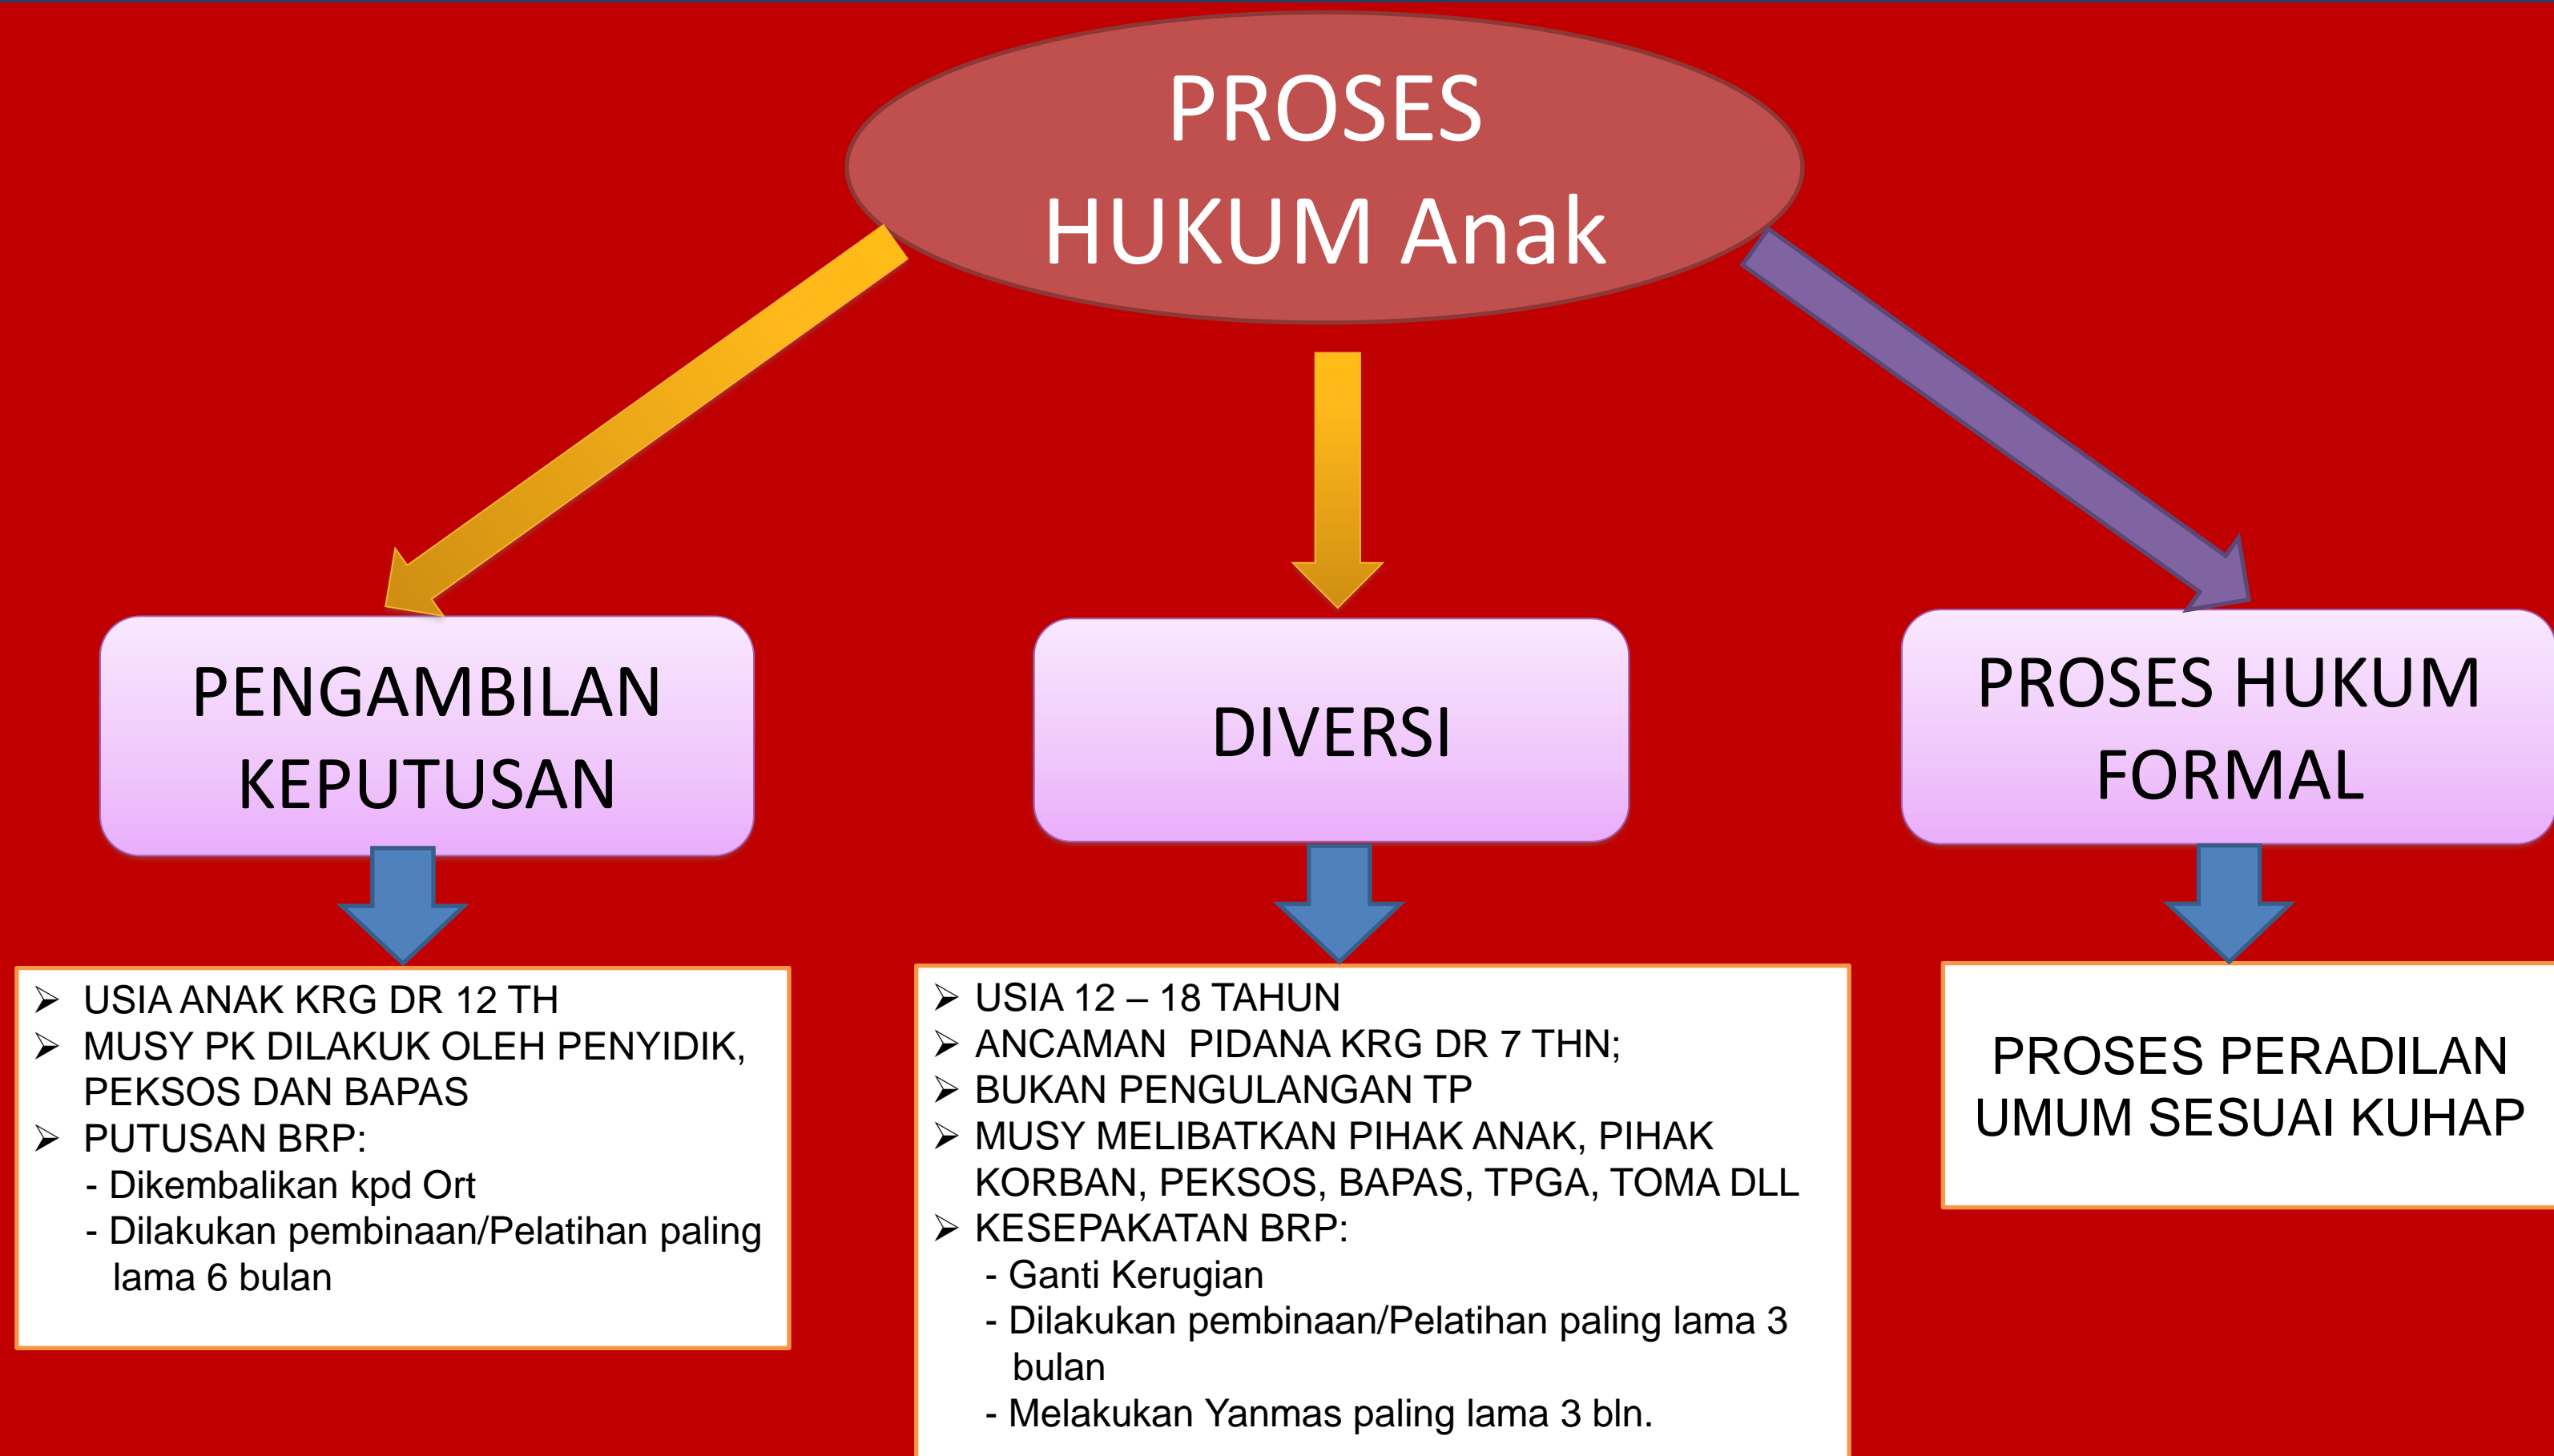 PROSES
HUKUM Anak
PENGAMBILAN
KEPUTUSAN
➢ USIA ANAK KRG DR 12 TH
➢ MUSY PK DILAKUK OLEH PENYIDIK,
PEKSOS DAN BAPAS
➢ PUTUSAN BRP:
- Dikembalikan kpd Ort
- Dilakukan pembinaan/Pelatihan paling
lama 6 bulan
DIVERSI
➢ USIA 12 – 18 TAHUN
➢ ANCAMAN PIDANA KRG DR 7 THN;
➢ BUKAN PENGULANGAN TP
➢ MUSY MELIBATKAN PIHAK ANAK, PIHAK
KORBAN, PEKSOS, BAPAS, TPGA, TOMA DLL
➢ KESEPAKATAN BRP:
- Ganti Kerugian
- Dilakukan pembinaan/Pelatihan paling lama 3
bulan
- Melakukan Yanmas paling lama 3 bln.
PROSES HUKUM
FORMAL
PROSES PERADILAN
UMUM SESUAI KUHAP